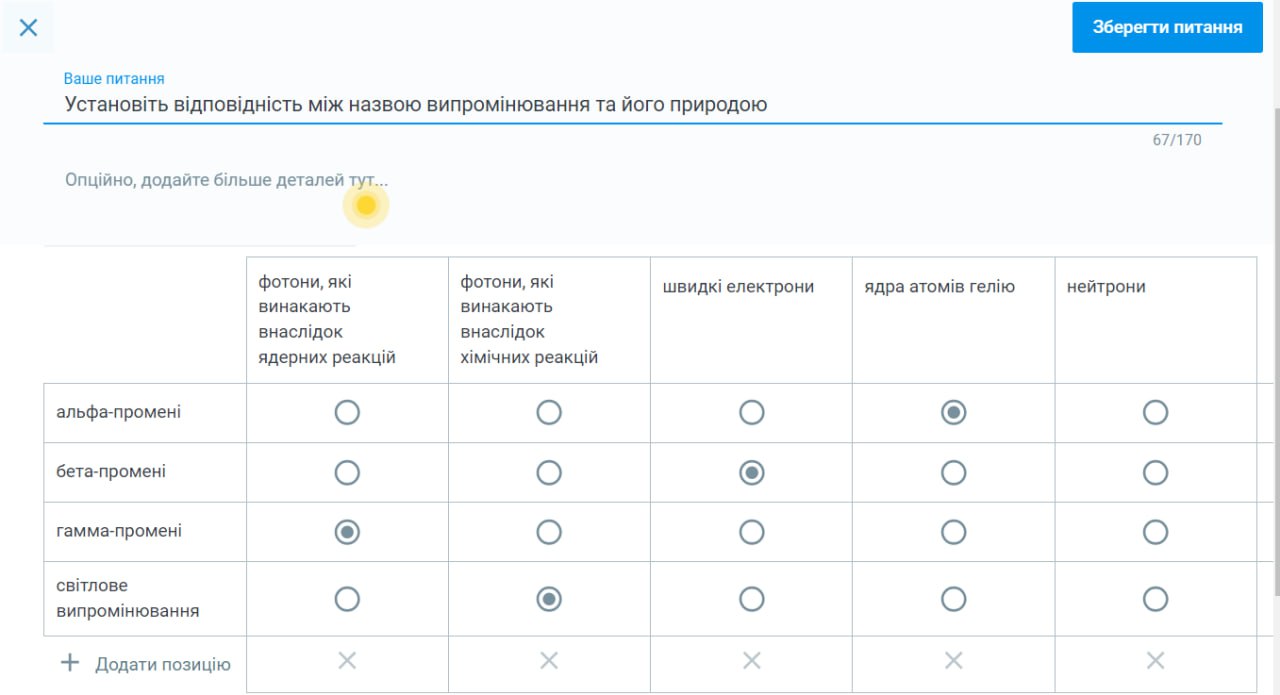 Зберегти питання
Ваше питання
Установіть відповідність між назвою випромінювання та його природою
67/170
Опційно, додайте більше деталей тут...
фотони, які
винакають
внаслідок
ядерних реакцій
фотони, які
винакають
внаслідок
хімічних реакцій
швидкі електрони
ядра атомів гелію
нейтрони
альфа-промені
бета-промені
гамма-промені
світлове
випромінювання
Додати позицію